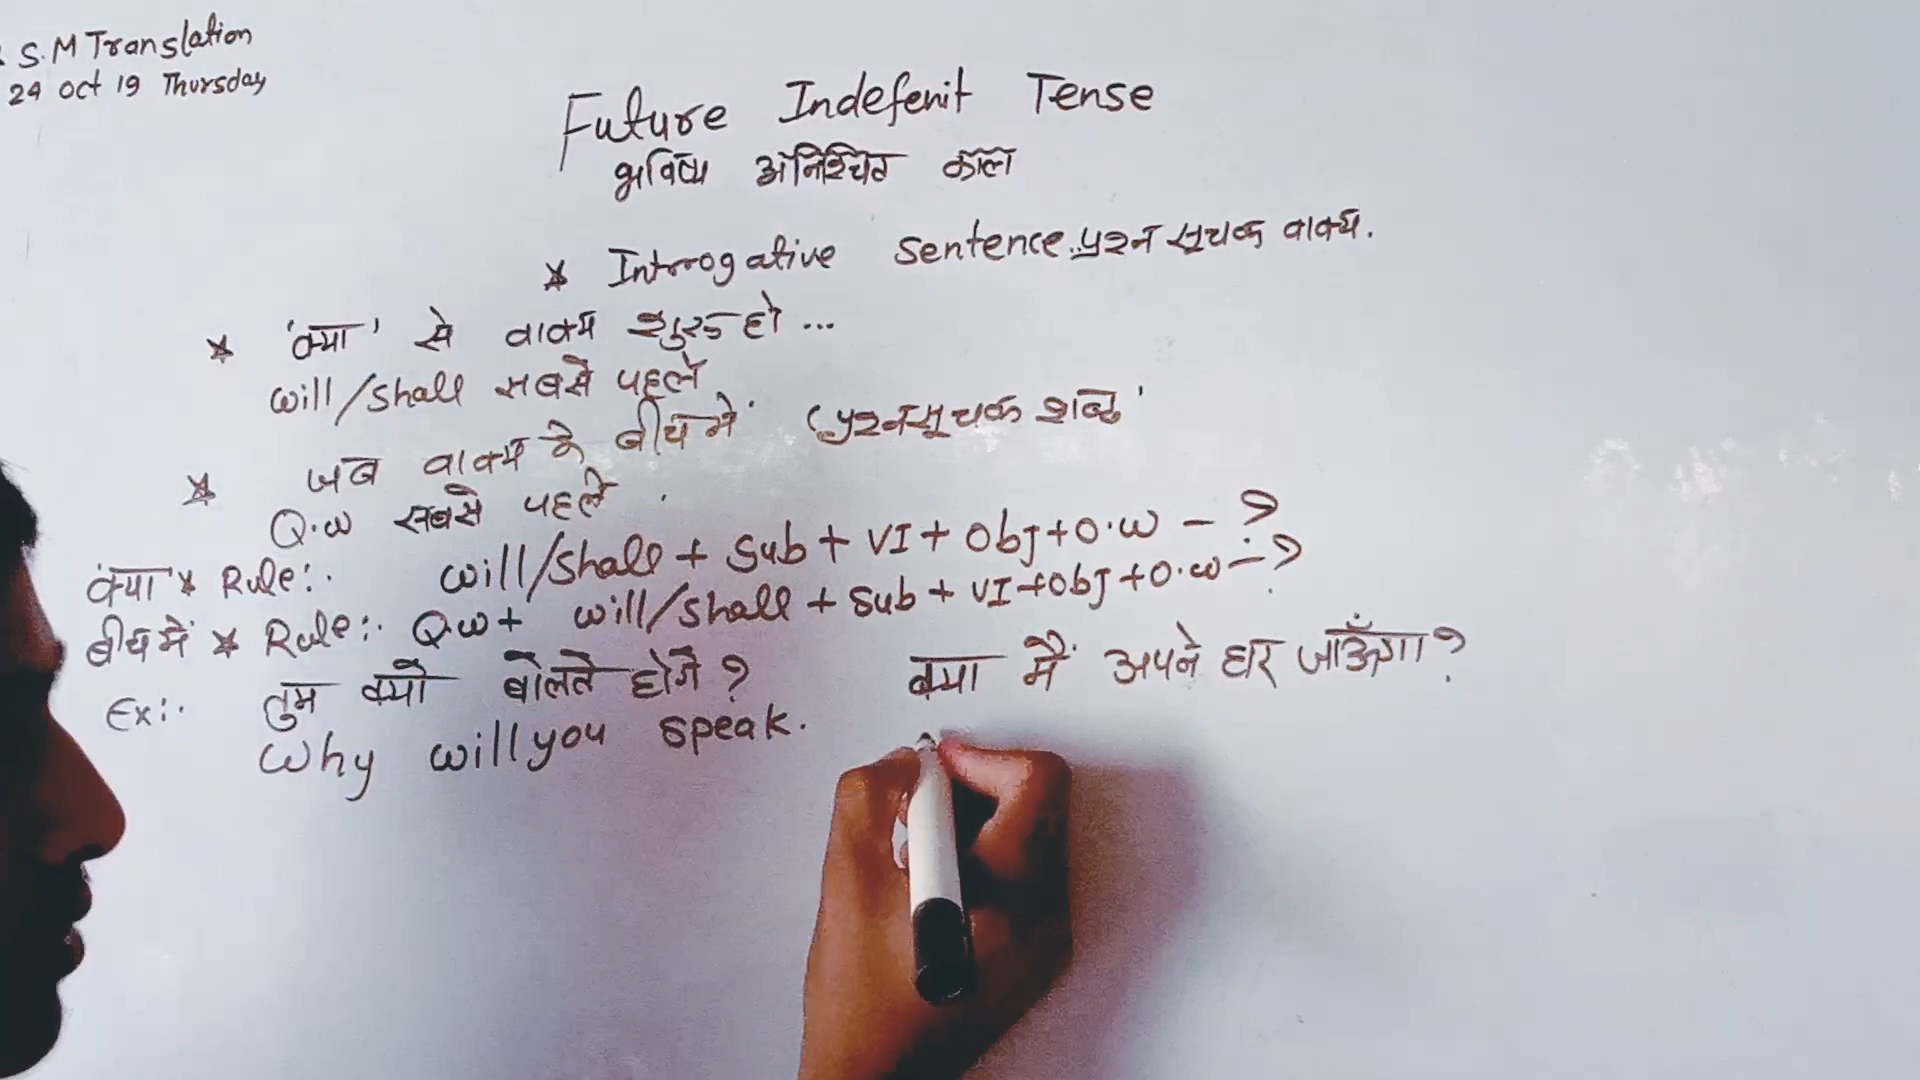 S.M Translation
24 Oct 19 Thursday
Future Indefenit Tense
भविष्य अनिश्चित काल
* Introgative Sentence. प्रश्न सूचक वाक्य.
* 'क्या' से वाक्य शुरू हो ...
will/shall सबसे पहले
* जब वाक्य के बीच में (प्रश्नसूचक शब्द'
Q.w सबसे पहले .
क्या * Rule:. will/shall + Sub + VI + Obj + O.w - ?
बीच में * Rule:. Q.w + will/shall + Sub + VI + Obj + O.w - ?
Ex:. तुम क्यों बोलते होगे ? क्या मैं अपने घर जाऊँगा ?
Why will you speak.